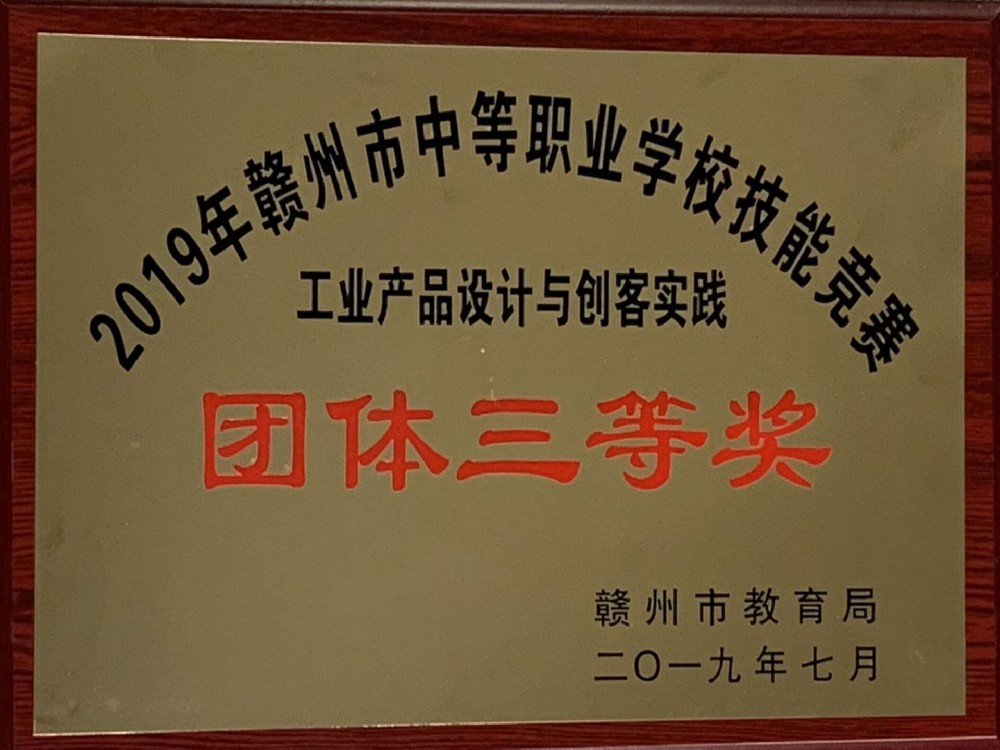 2019年赣州市中等职业学校技能竞赛
工业产品设计与创客实践
团体三等奖
赣州市教育局
二〇一九年七月